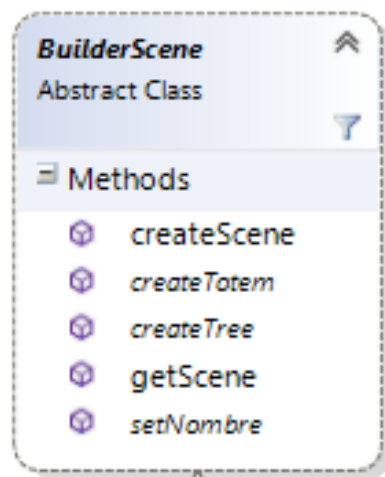 BuilderScene
Abstract Class
Methods
createScene
createTotem
createTree
getScene
setNombre